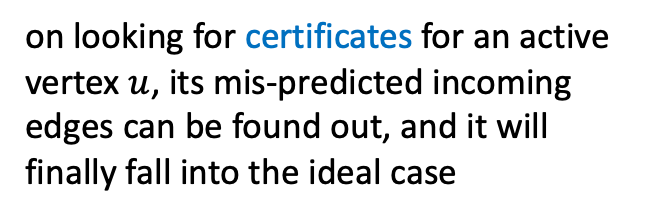 on looking for certificates for an active
vertex 𝑢, its mis-predicted incoming
edges can be found out, and it will
finally fall into the ideal case